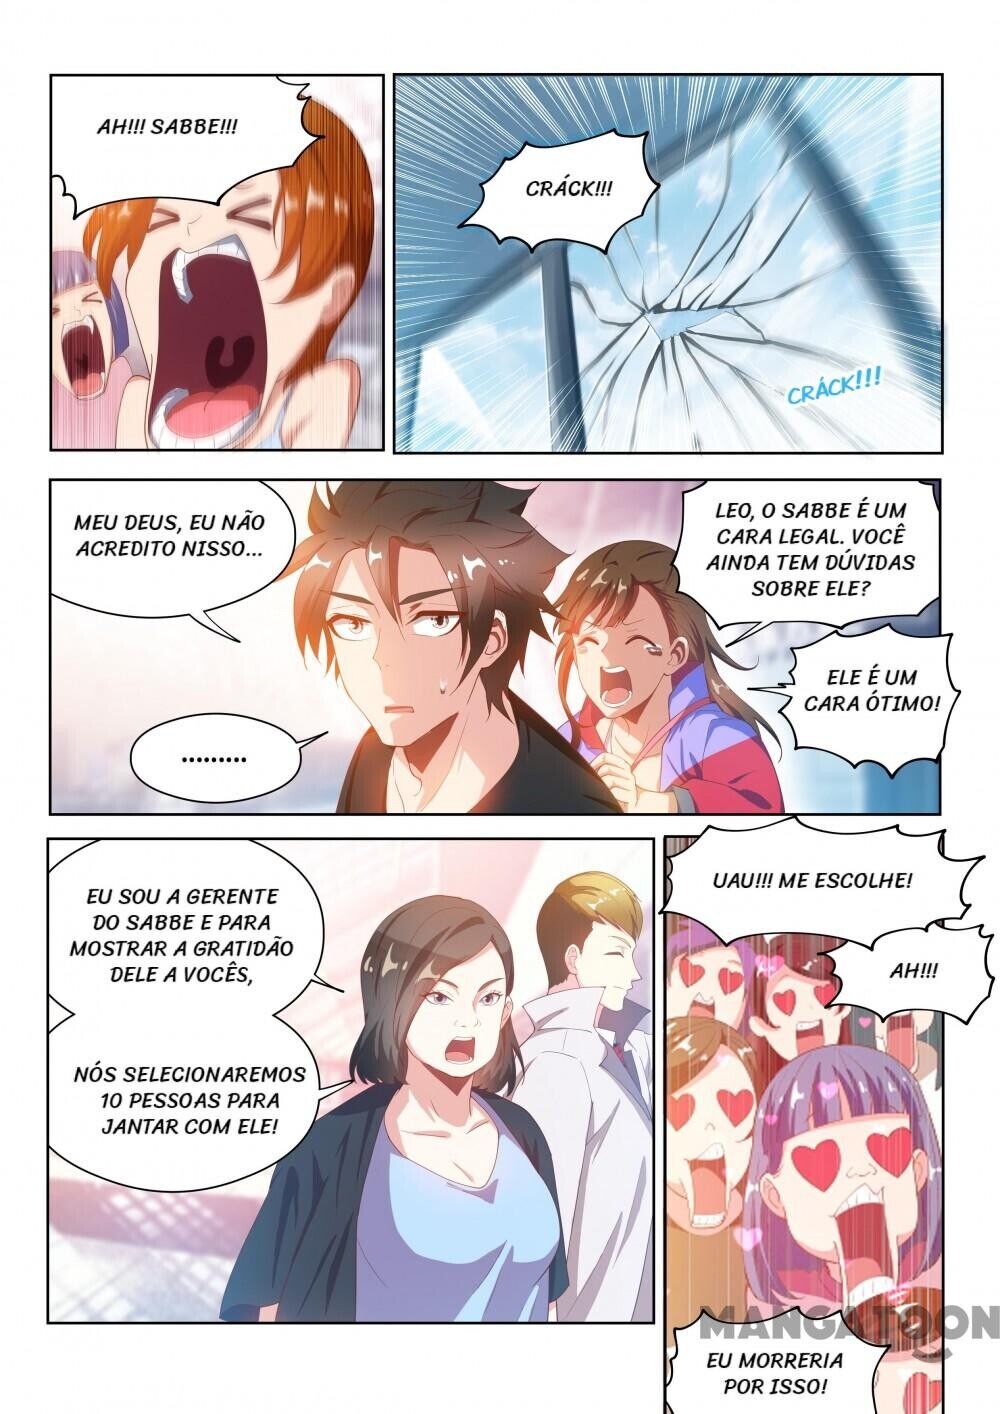 AH!!! SABBE!!!
CRÁCK!!!
CRÁCK!!!
MEU DEUS, EU NÃO
ACREDITO NISSO...
LEO, O SABBE É UM
CARA LEGAL. VOCÊ
AINDA TEM DÚVIDAS
SOBRE ELE?
ELE É UM
CARA ÓTIMO!
.........
EU SOU A GERENTE
DO SABBE E PARA
MOSTRAR A GRATIDÃO
DELE A VOCÊS,
NÓS SELECIONAREMOS
10 PESSOAS PARA
JANTAR COM ELE!
UAU!!! ME ESCOLHE!
AH!!!
MANGATOON
EU MORRERIA
POR ISSO!